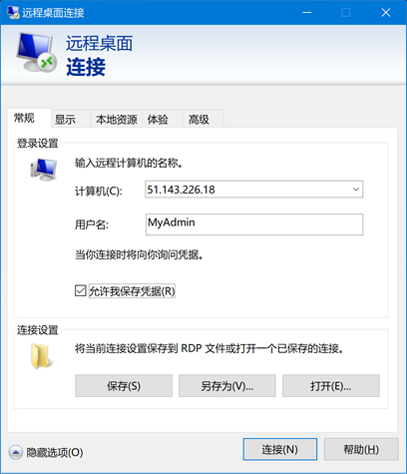 远程桌面连接
远程桌面
连接
常规 显示 本地资源 体验 高级
登录设置
输入远程计算机的名称。
计算机(C): 51.143.226.18
用户名: MyAdmin
当你连接时将向你询问凭据。
允许我保存凭据(R)
连接设置
将当前连接设置保存到 RDP 文件或打开一个已保存的连接。
保存(S) 另存为(V)... 打开(E)...
隐藏选项(O) 连接(N) 帮助(H)